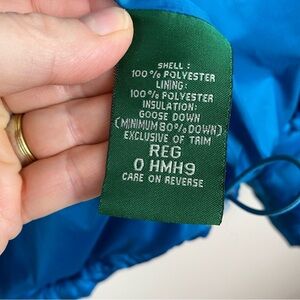 SHELL:
100% POLYESTER
LINING:
100% POLYESTER
INSULATION:
GOOSE DOWN
(MINIMUM 80% DOWN)
EXCLUSIVE OF TRIM
REG
0 HMH9
CARE ON REVERSE